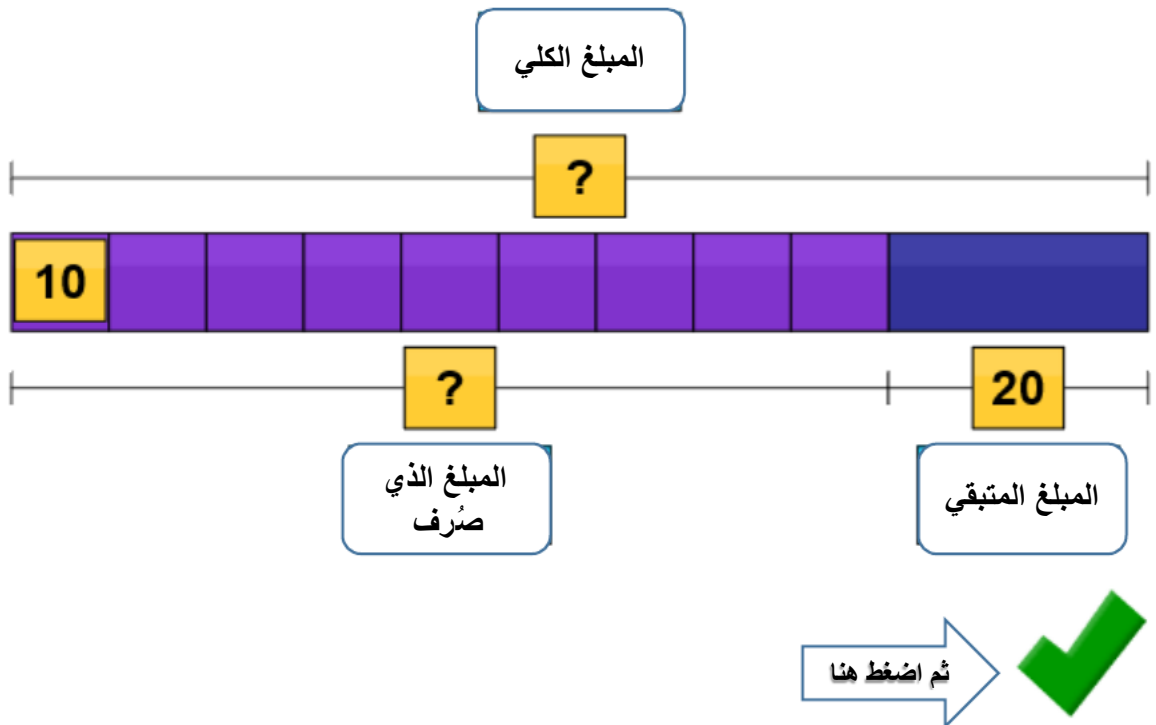 المبلغ الكلي
?
10
?
20
المبلغ الذي
صُرف
المبلغ المتبقي
ثم اضغط هنا